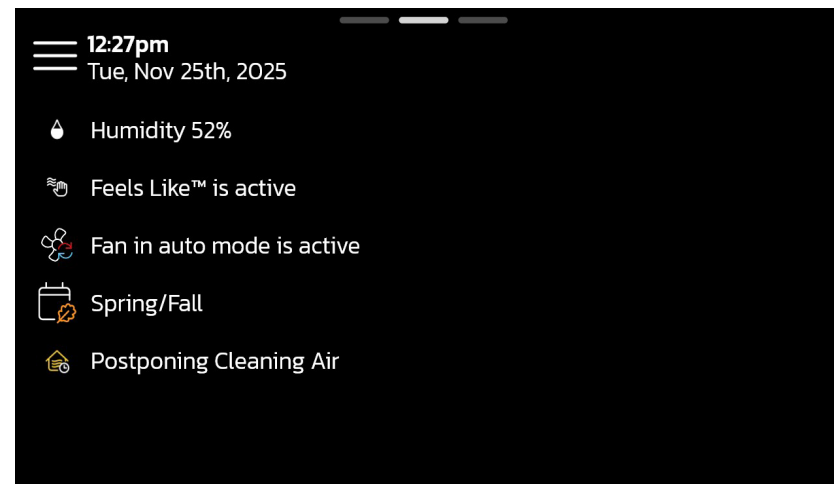 12:27pm
Tue, Nov 25th, 2025
Humidity 52%
Feels Like™ is active
Fan in auto mode is active
Spring/Fall
Postponing Cleaning Air